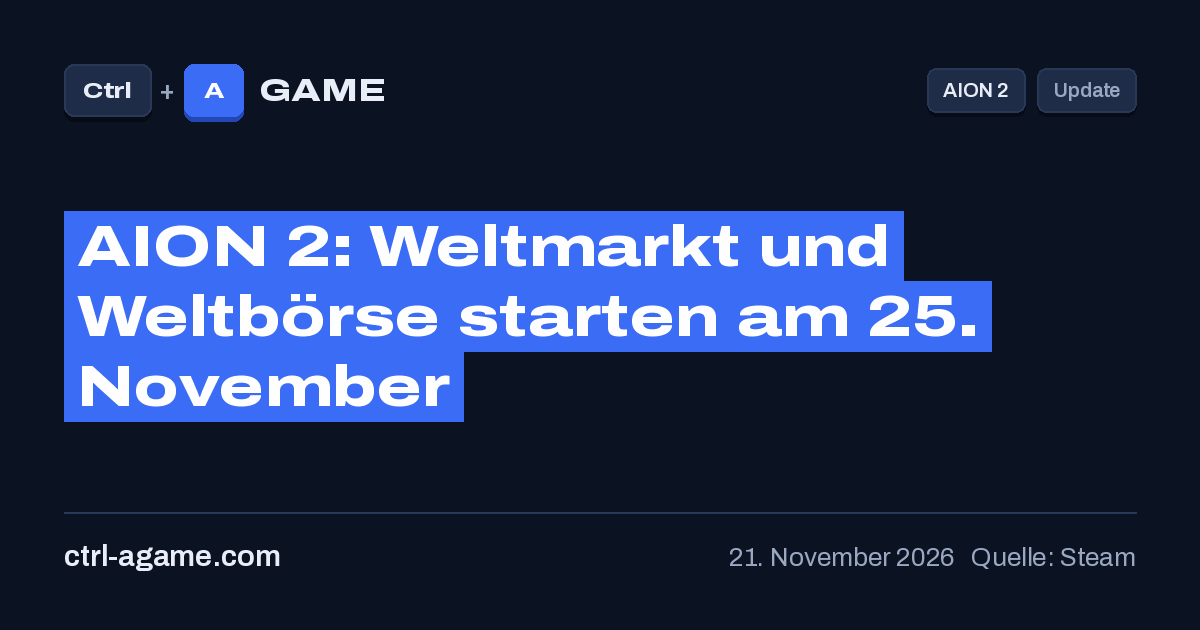 Ctrl + A GAME
AION 2 Update
AION 2: Weltmarkt und
Weltbörse starten am 25.
November
ctrl-agame.com
21. November 2026 Quelle: Steam